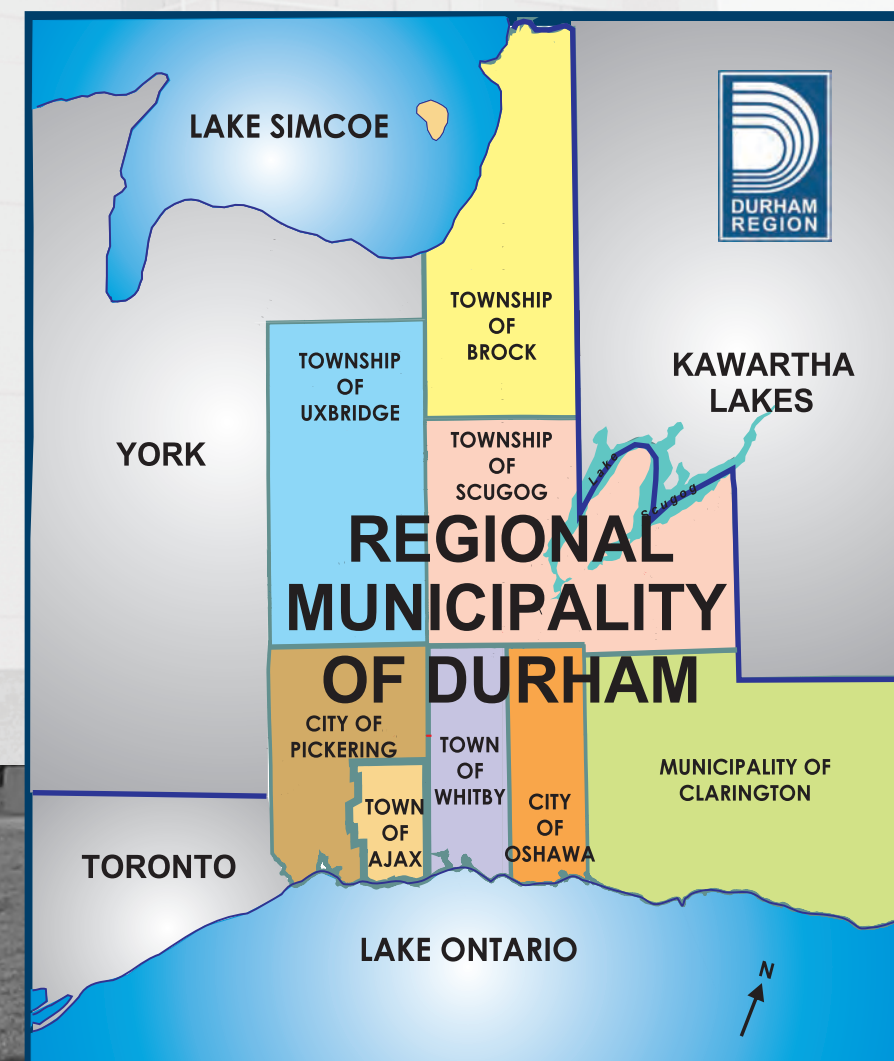 LAKE SIMCOE
DURHAM
REGION
TOWNSHIP
OF
BROCK
KAWARTHA
LAKES
TOWNSHIP
OF
UXBRIDGE
YORK
TOWNSHIP
OF
SCUGOG
Lake
Scugog
REGIONAL
MUNICIPALITY
OF DURHAM
CITY OF
PICKERING
TOWN
OF
WHITBY
MUNICIPALITY OF
CLARINGTON
TOWN
OF
AJAX
CITY
OF
OSHAWA
TORONTO
LAKE ONTARIO
N